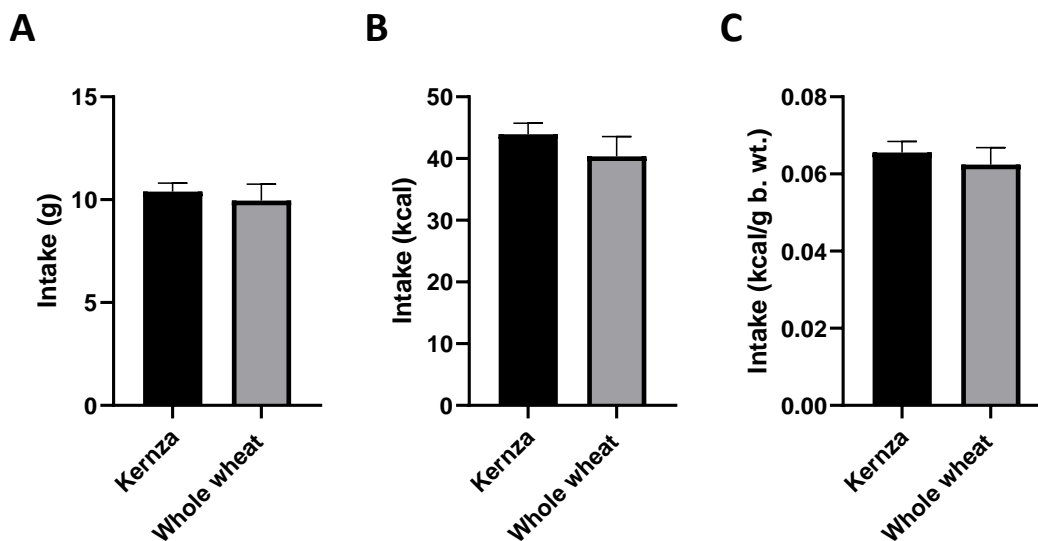 A
Intake (g)
15
10
5
0
Kernza
Whole wheat
B
Intake (kcal)
50
40
30
20
10
0
Kernza
Whole wheat
C
Intake (kcal/g b. wt.)
0.08
0.06
0.04
0.02
0.00
Kernza
Whole wheat